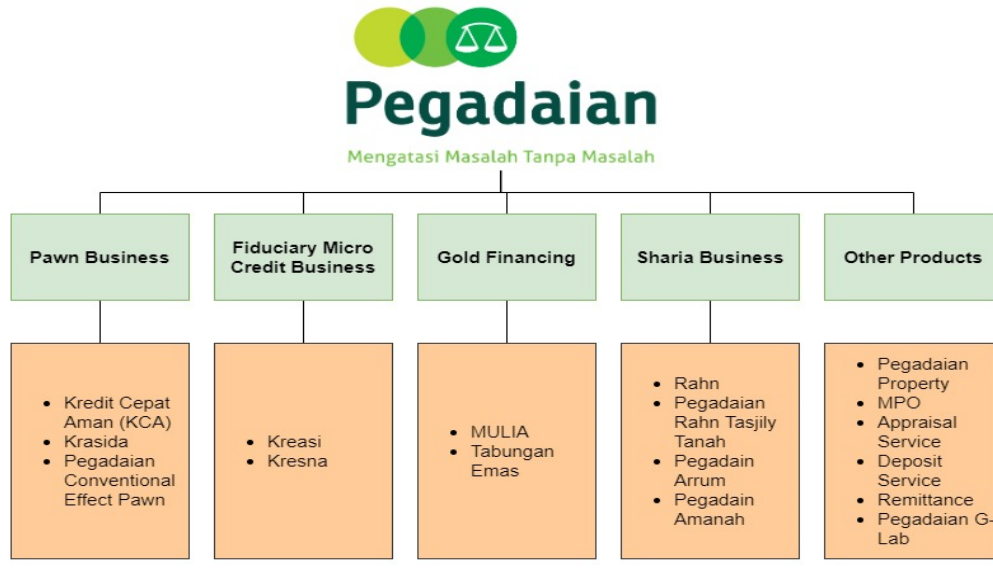 Pegadaian
Mengatasi Masalah Tanpa Masalah
Pawn Business
Fiduciary Micro
Credit Business
Gold Financing
Sharia Business
Other Products
• Kredit Cepat
Aman (KCA)
• Krasida
• Pegadaian
Conventional
Effect Pawn
• Kreasi
• Kresna
• MULIA
• Tabungan
Emas
• Rahn
• Pegadaian
Rahn Tasjily
Tanah
• Pegadain
Arrum
• Pegadain
Amanah
• Pegadaian
Property
• MPO
• Appraisal
Service
• Deposit
Service
• Remittance
• Pegadaian G-
Lab